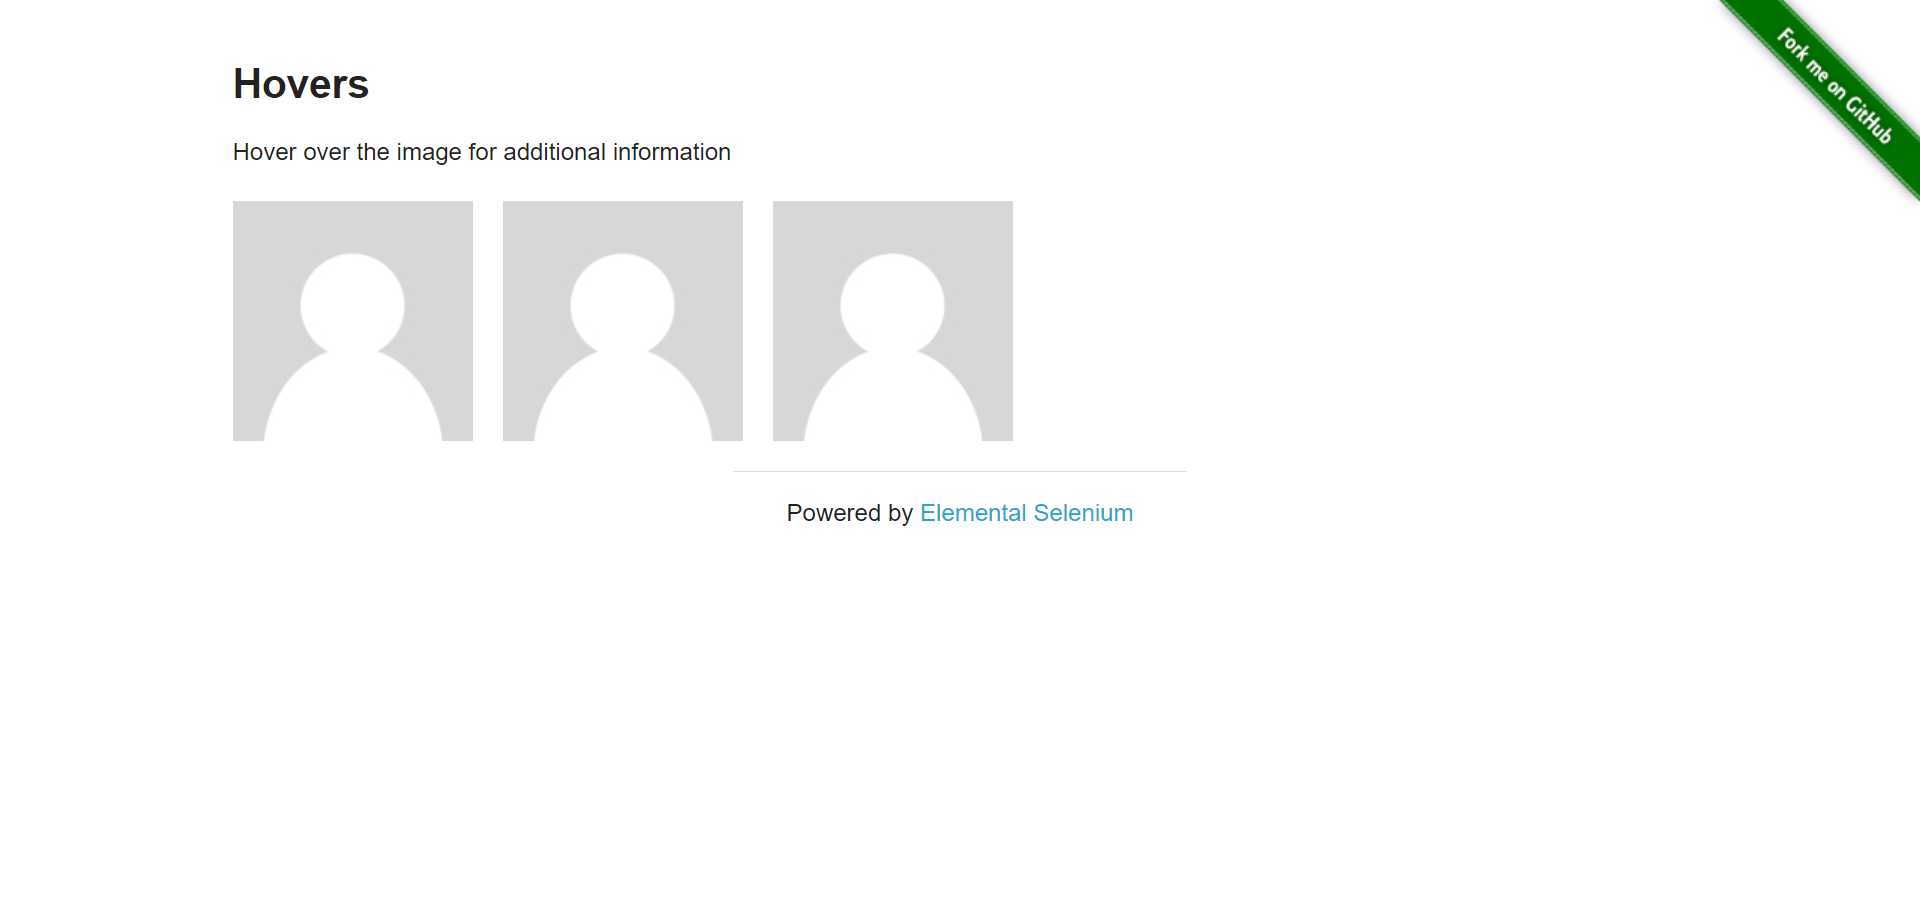 Hovers
Fork me on GitHub
Hover over the image for additional information
Powered by Elemental Selenium